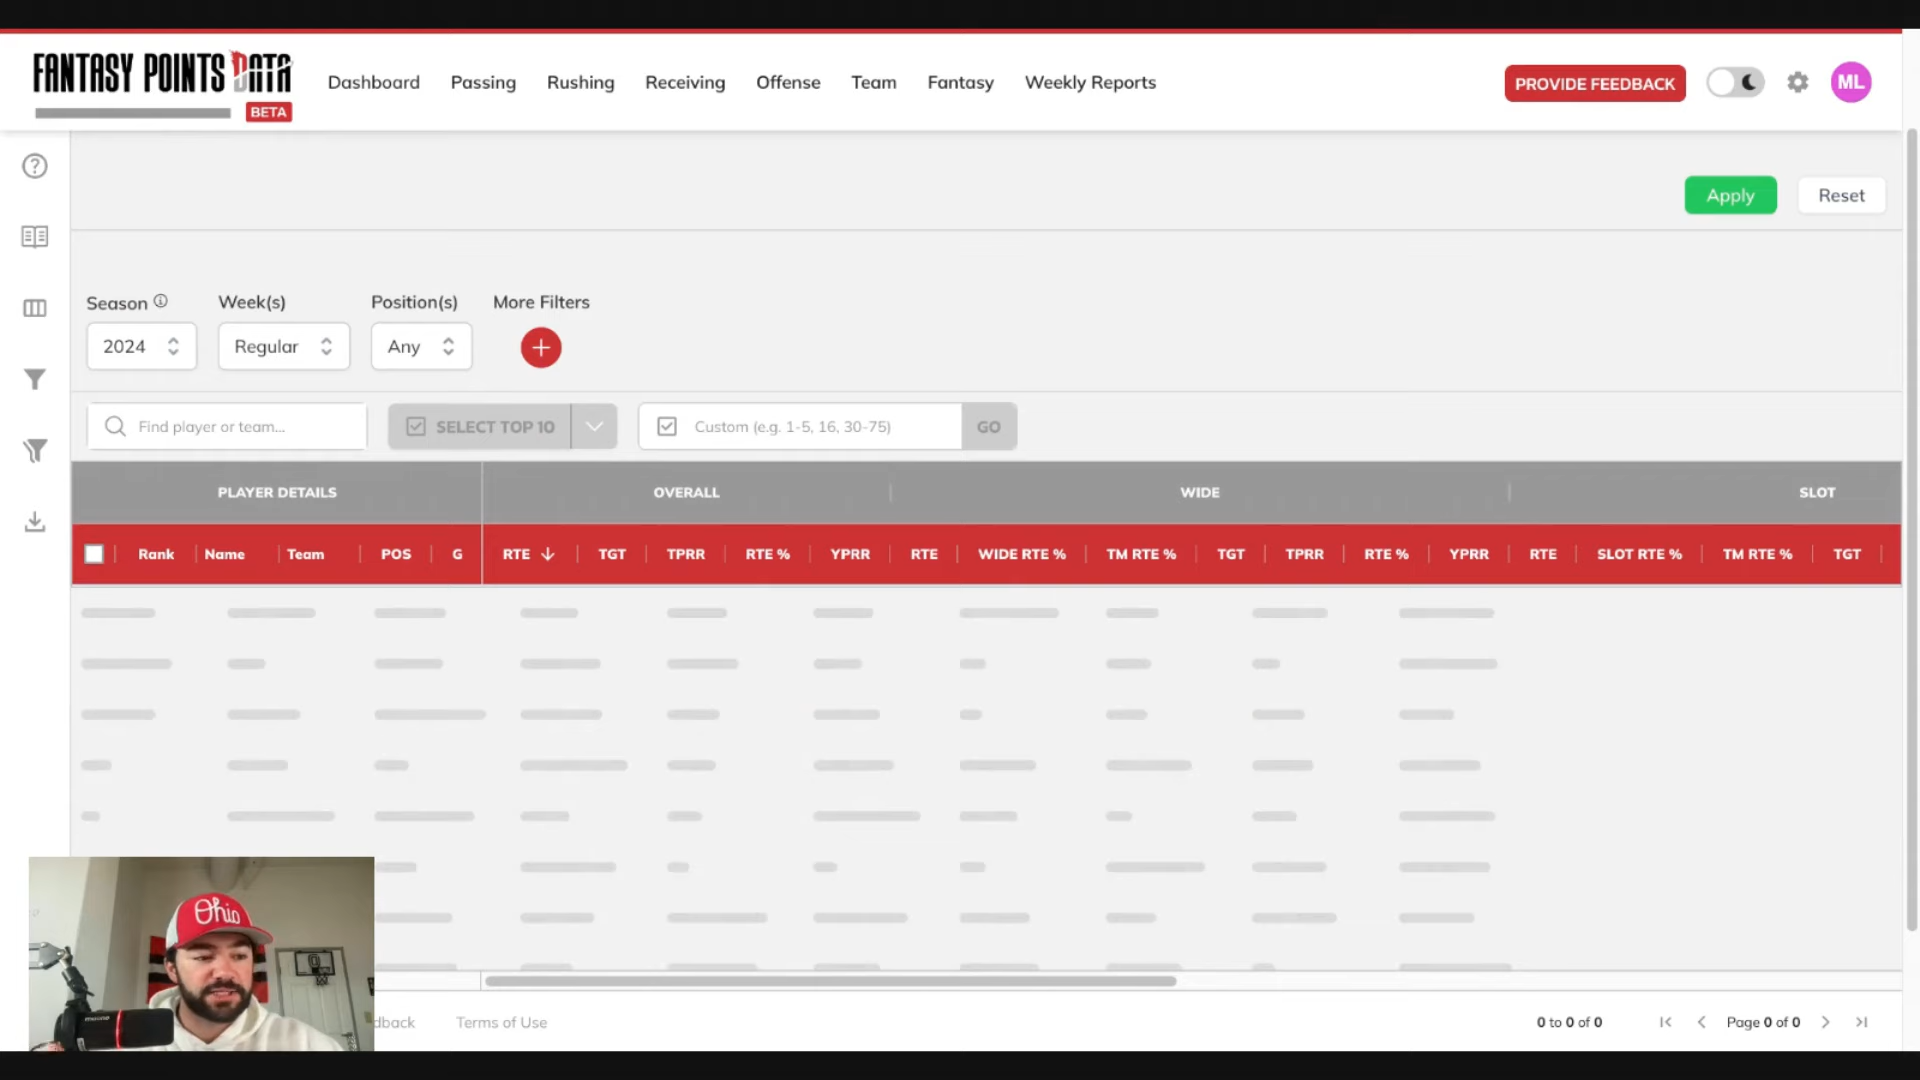 FANTASY POINTS DATA
BETA
Dashboard Passing Rushing Receiving Offense Team Fantasy Weekly Reports
PROVIDE FEEDBACK
ML
Apply Reset
Season Week(s) Position(s) More Filters
2024 Regular Any
Find player or team... SELECT TOP 10 Custom (e.g. 1-5, 16, 30-75) GO
PLAYER DETAILS OVERALL WIDE SLOT
Rank Name Team POS G RTE TGT TPRR RTE % YPRR RTE WIDE RTE % TM RTE % TGT TPRR RTE % YPRR RTE SLOT RTE % TM RTE % TGT
Ohio
dback Terms of Use 0 to 0 of 0 Page 0 of 0